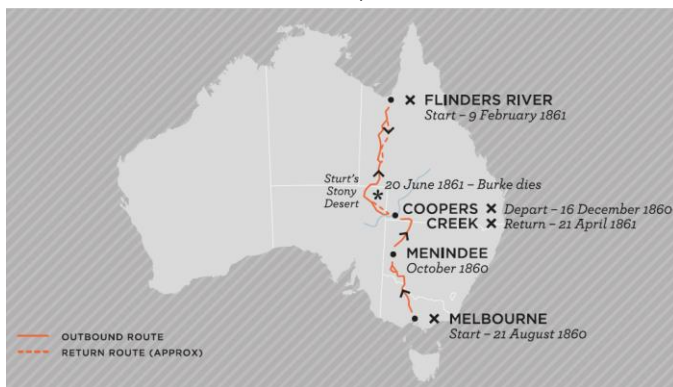 FLINDERS RIVER
Start – 9 February 1861
Sturt's
Stony
Desert
20 June 1861 – Burke dies
COOPERS Depart – 16 December 1860
CREEK Return – 21 April 1861
MENINDEE
October 1860
MELBOURNE
Start – 21 August 1860
OUTBOUND ROUTE
RETURN ROUTE (APPROX)